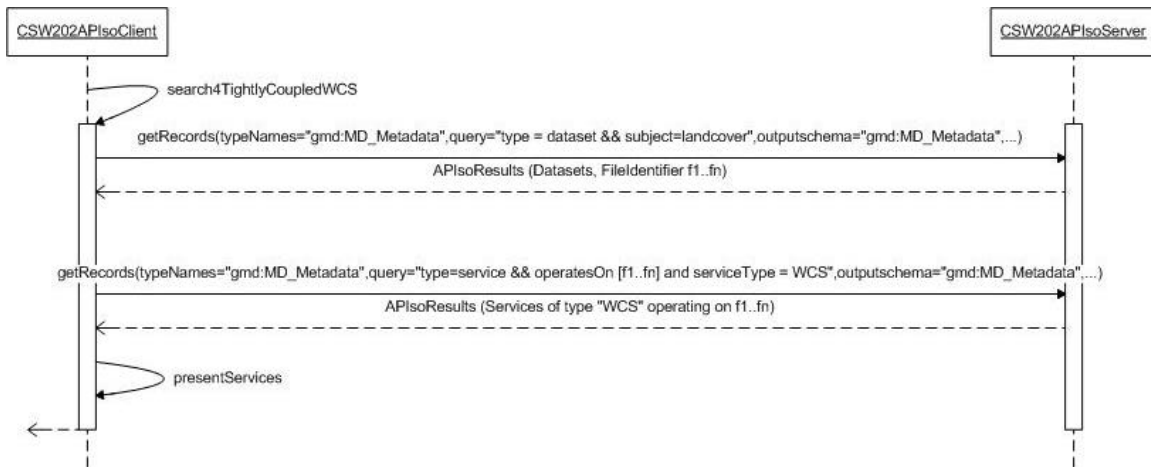 CSW202APIsoClient
CSW202APIsoServer
search4TightlyCoupledWCS
getRecords(typeNames="gmd:MD_Metadata",query="type = dataset && subject=landcover",outputschema="gmd:MD_Metadata",...)
APIsoResults (Datasets, FileIdentifier f1..fn)
getRecords(typeNames="gmd:MD_Metadata",query="type=service && operatesOn [f1..fn] and serviceType = WCS",outputschema="gmd:MD_Metadata",...)
APIsoResults (Services of type "WCS" operating on f1..fn)
presentServices